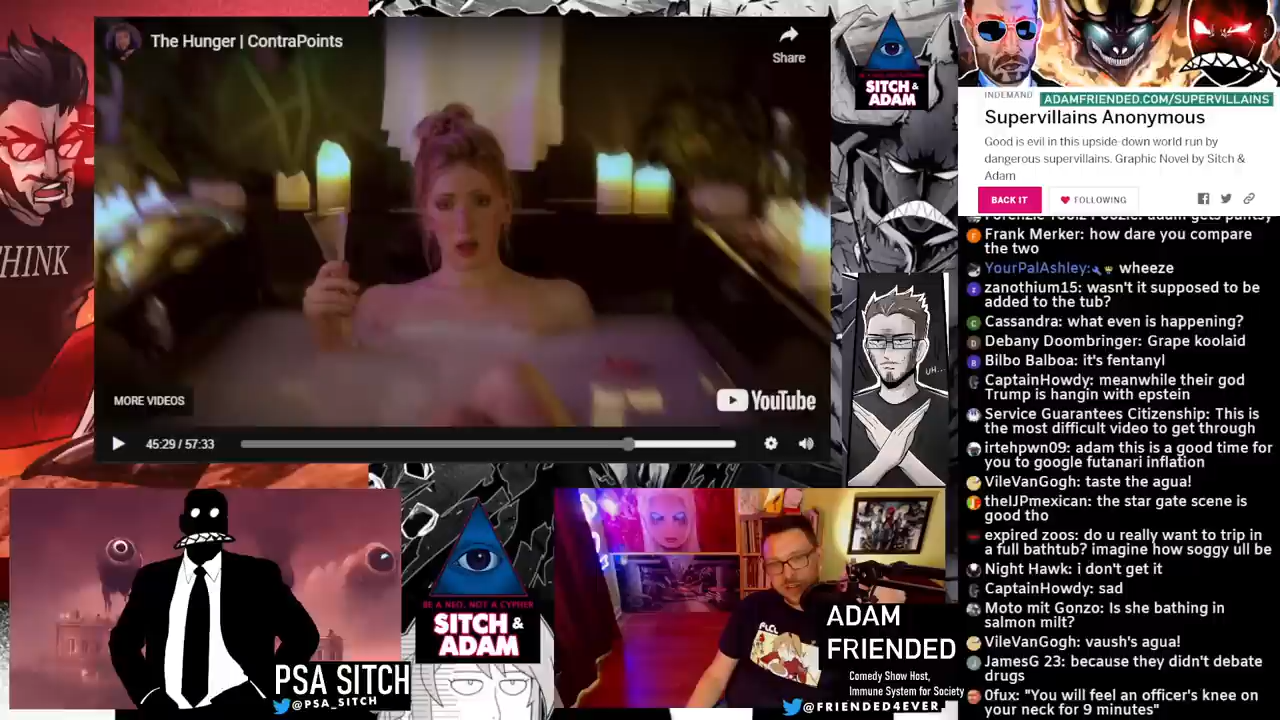 The Hunger | ContraPoints
Share
MORE VIDEOS
YouTube
45:29 / 57:33
THINK
BE A NEO, NOT A CYPHER
SITCH &
ADAM
UH...
INDEMAND
ADAMFRIENDED.COM/SUPERVILLAINS
Supervillains Anonymous
Good is evil in this upside-down world run by
dangerous supervillains. Graphic Novel by Sitch &
Adam
BACK IT
FOLLOWING
Frank Merker: how dare you compare
the two
YourPalAshley: wheeze
zanothium15: wasn't it supposed to be
added to the tub?
Cassandra: what even is happening?
Debany Doombringer: Grape koolaid
Bilbo Balboa: it's fentanyl
CaptainHowdy: meanwhile their god
Trump is hangin with epstein
Service Guarantees Citizenship: This is
the most difficult video to get through
irtehpwn09: adam this is a good time for
you to google futanari inflation
VileVanGogh: taste the agua!
theIJPmexican: the star gate scene is
good tho
expired zoos: do u really want to trip in
a full bathtub? imagine how soggy ull be
Night Hawk: i don't get it
CaptainHowdy: sad
Moto mit Gonzo: Is she bathing in
salmon milt?
VileVanGogh: vaush's agua!
JamesG 23: because they didn't debate
drugs
0fux: "You will feel an officer's knee on
your neck for 9 minutes"
PSA SITCH
@PSA_SITCH
BE A NEO, NOT A CYPHER
SITCH &
ADAM
ADAM
FRIENDED
Comedy Show Host,
Immune System for Society
@FRIENDED4EVER